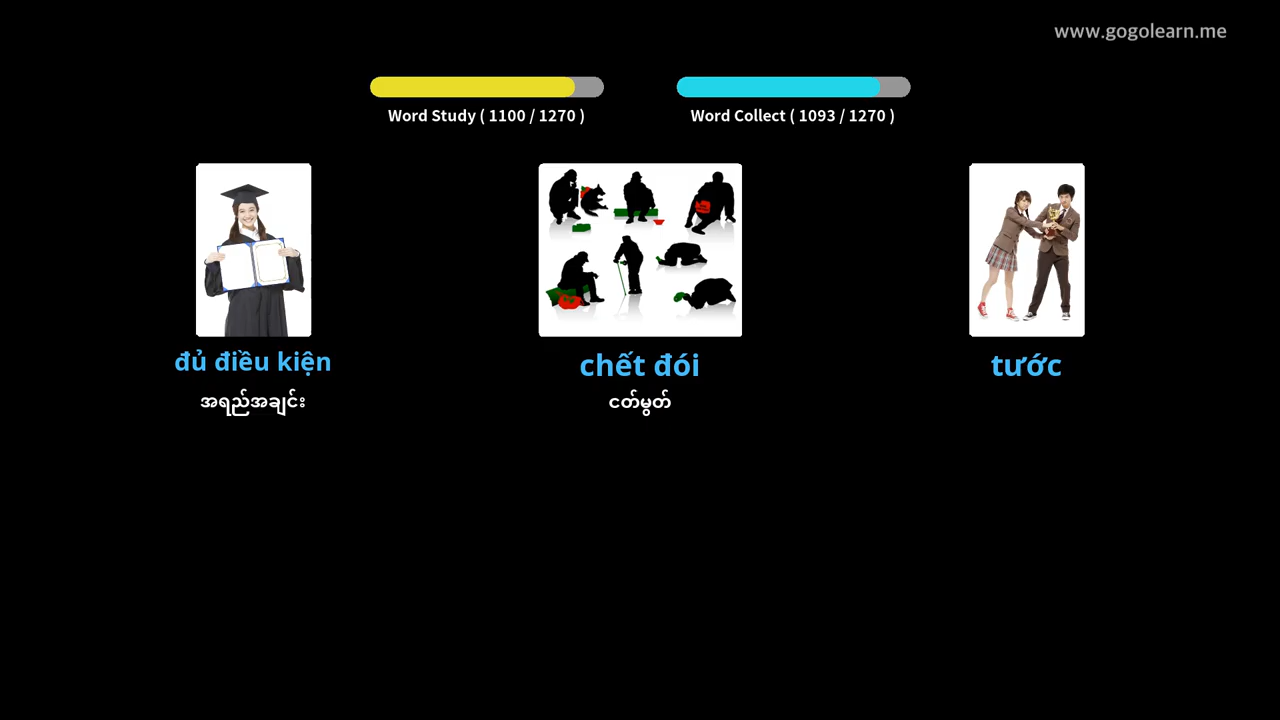 www.gogolearn.me
Word Study ( 1100 / 1270 )
Word Collect ( 1093 / 1270 )
đủ điều kiện
အရည်အချင်း
chết đói
ငတ်မွတ်
tước